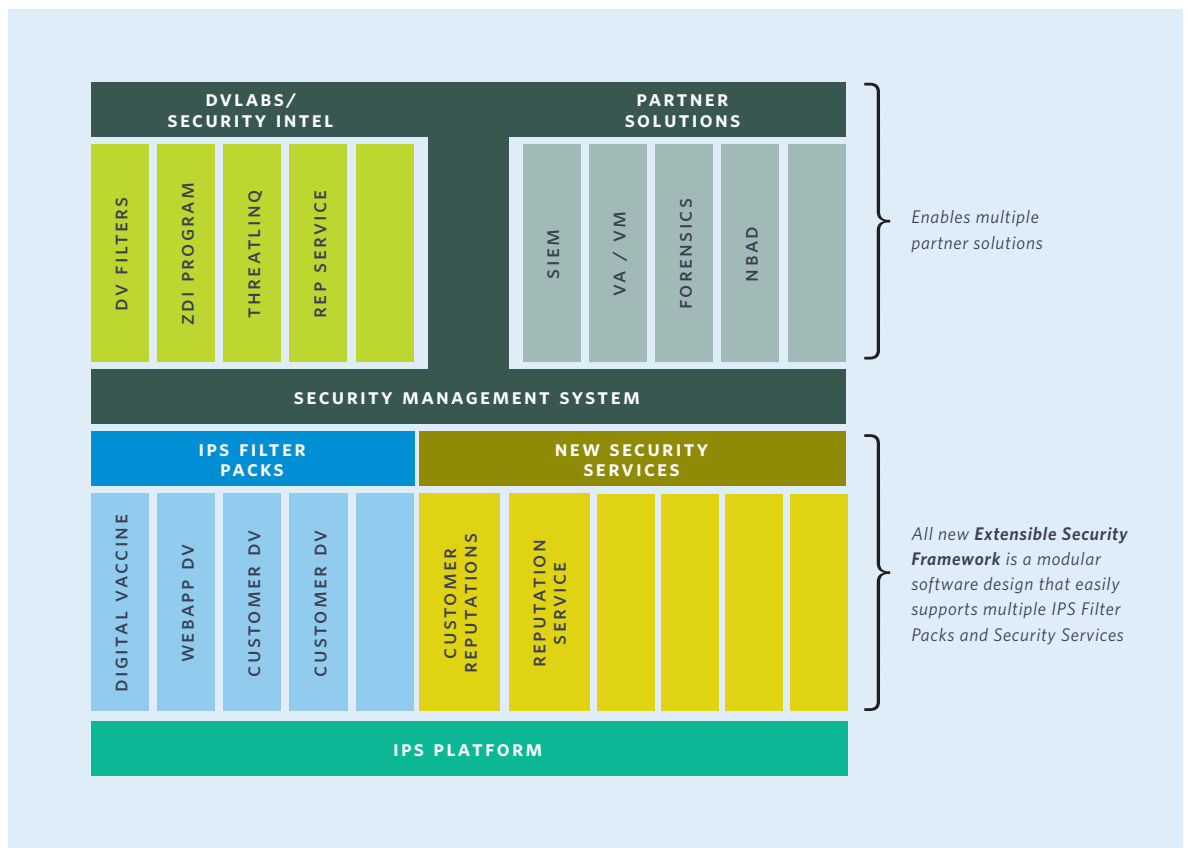 DVLABS/
SECURITY INTEL
PARTNER
SOLUTIONS
DV FILTERS
ZDI PROGRAM
THREATLINQ
REP SERVICE
SIEM
VA / VM
FORENSICS
NBAD
Enables multiple
partner solutions
SECURITY MANAGEMENT SYSTEM
IPS FILTER
PACKS
NEW SECURITY
SERVICES
DIGITAL VACCINE
WEBAPP DV
CUSTOMER DV
CUSTOMER DV
CUSTOMER
REPUTATIONS
REPUTATION
SERVICE
All new Extensible Security
Framework is a modular
software design that easily
supports multiple IPS Filter
Packs and Security Services
IPS PLATFORM